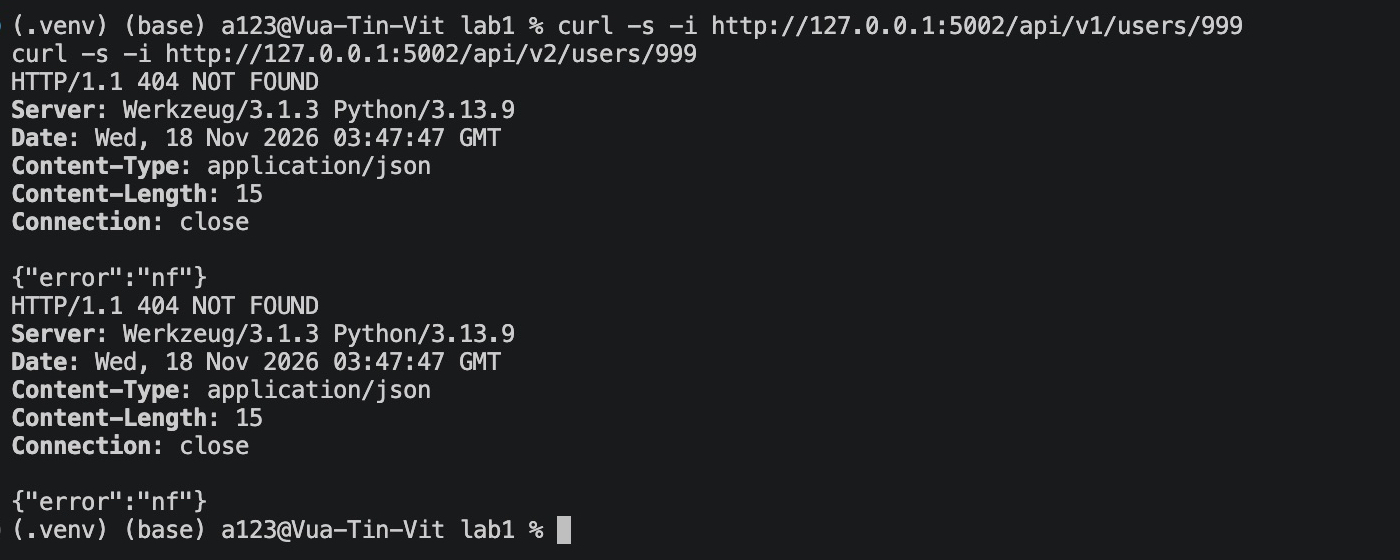 (.venv) (base) a123@Vua-Tin-Vit lab1 % curl -s -i http://127.0.0.1:5002/api/v1/users/999
curl -s -i http://127.0.0.1:5002/api/v2/users/999
HTTP/1.1 404 NOT FOUND
Server: Werkzeug/3.1.3 Python/3.13.9
Date: Wed, 18 Nov 2026 03:47:47 GMT
Content-Type: application/json
Content-Length: 15
Connection: close

{"error":"nf"}
HTTP/1.1 404 NOT FOUND
Server: Werkzeug/3.1.3 Python/3.13.9
Date: Wed, 18 Nov 2026 03:47:47 GMT
Content-Type: application/json
Content-Length: 15
Connection: close

{"error":"nf"}
(.venv) (base) a123@Vua-Tin-Vit lab1 %